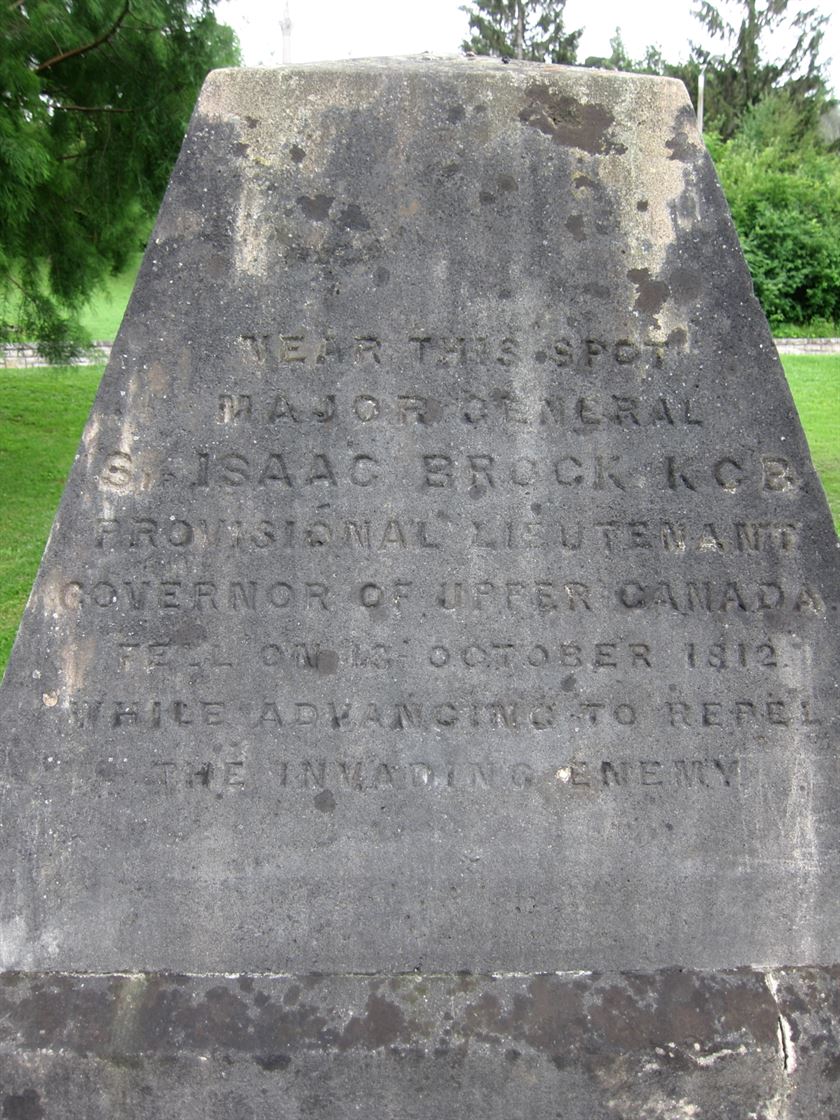 NEAR THIS SPOT
MAJOR GENERAL
S. ISAAC BROCK K C B
PROVISIONAL LIEUTENANT
GOVERNOR OF UPPER CANADA
FELL ON 13 OCTOBER 1812.
WHILE ADVANCING TO REPEL
THE INVADING ENEMY